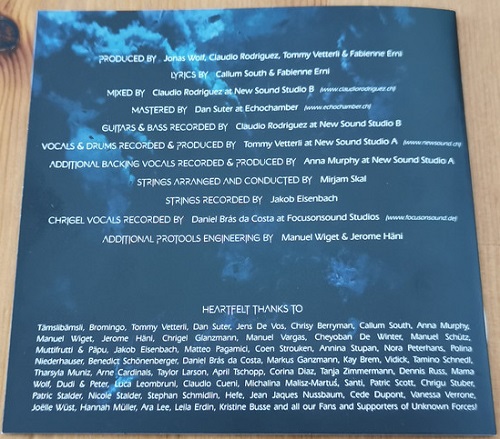 PRODUCED BY Jonas Wolf, Claudio Rodriguez, Tommy Vetterli & Fabienne Erni
LYRICS BY Callum South & Fabienne Erni
MIXED BY Claudio Rodriguez at New Sound Studio B (www.claudiorodriguez.ch)
MASTERED BY Dan Suter at Echochamber (www.echochamber.ch)
GUITARS & BASS RECORDED BY Claudio Rodriguez at New Sound Studio B
VOCALS & DRUMS RECORDED & PRODUCED BY Tommy Vetterli at New Sound Studio A (www.newsound.ch)
ADDITIONAL BACKING VOCALS RECORDED & PRODUCED BY Anna Murphy at New Sound Studio A
STRINGS ARRANGED AND CONDUCTED BY Mirjam Skal
STRINGS RECORDED BY Jakob Eisenbach
CHRIGEL VOCALS RECORDED BY Daniel Brás da Costa at Focusonsound Studios (www.focusonsound.de)
ADDITIONAL PROTOOLS ENGINEERING BY Manuel Wiget & Jerome Häni
HEARTFELT THANKS TO
Tämslibämsli, Bromingo, Tommy Vetterli, Dan Suter, Jens De Vos, Chrisy Berryman, Callum South, Anna Murphy,
Manuel Wiget, Jerome Häni, Chrigel Glanzmann, Manuel Vargas, Cheyoban De Winter, Manuel Schütz,
Muttifrutti & Päpu, Jakob Eisenbach, Matteo Pagamici, Coen Strouken, Annina Stupan, Nora Peterhans, Polina
Niederhauser, Benedict Schönenberger, Daniel Brás da Costa, Markus Ganzmann, Kay Brem, Vidick, Tamino Schnedl,
Tharsyla Muniz, Arne Cardinals, Taylor Larson, April Tschopp, Corina Diaz, Tanja Zimmermann, Dennis Russ, Mama
Wolf, Dudi & Peter, Luca Leombruni, Claudio Cueni, Michalina Malisz-Martuś, Santi, Patric Scott, Chrigu Stuber,
Patric Stalder, Nicole Stalder, Stephan Schmidlin, Hefe, Jean Jaques Nussbaum, Cede Dupont, Vanessa Verrone,
Joëlle Wüst, Hannah Müller, Ara Lee, Leila Erdin, Kristine Busse and all our Fans and Supporters of Unknown Forces!